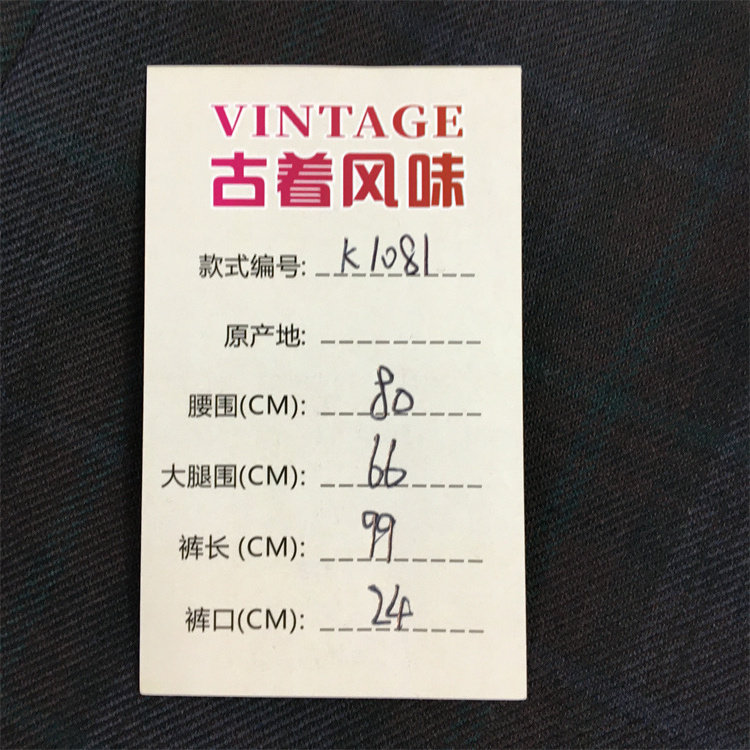 VINTAGE
古着风味
款式编号: K1081
原产地:
腰围(CM): 80
大腿围(CM): 66
裤长 (CM): 99
裤口(CM): 24